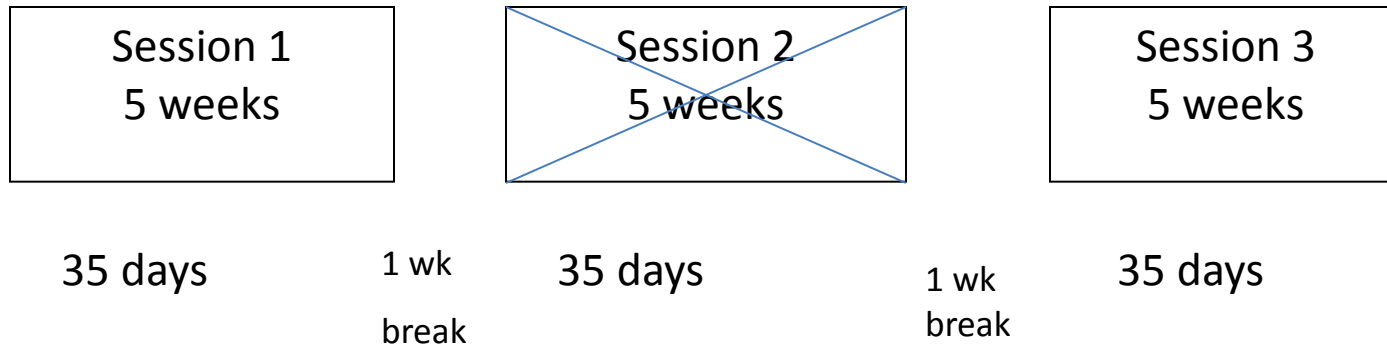 Session 1
5 weeks
Session 2
5 weeks
Session 3
5 weeks
35 days
1 wk
break
35 days
1 wk
break
35 days